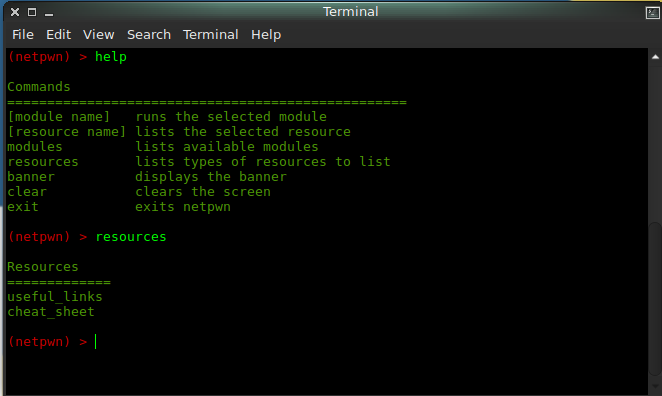 Terminal
File Edit View Search Terminal Help
(netpwn) > help
Commands
==================================================
[module name]   runs the selected module
[resource name] lists the selected resource
modules         lists available modules
resources       lists types of resources to list
banner          displays the banner
clear           clears the screen
exit            exits netpwn
(netpwn) > resources
Resources
=============
useful_links
cheat_sheet
(netpwn) >